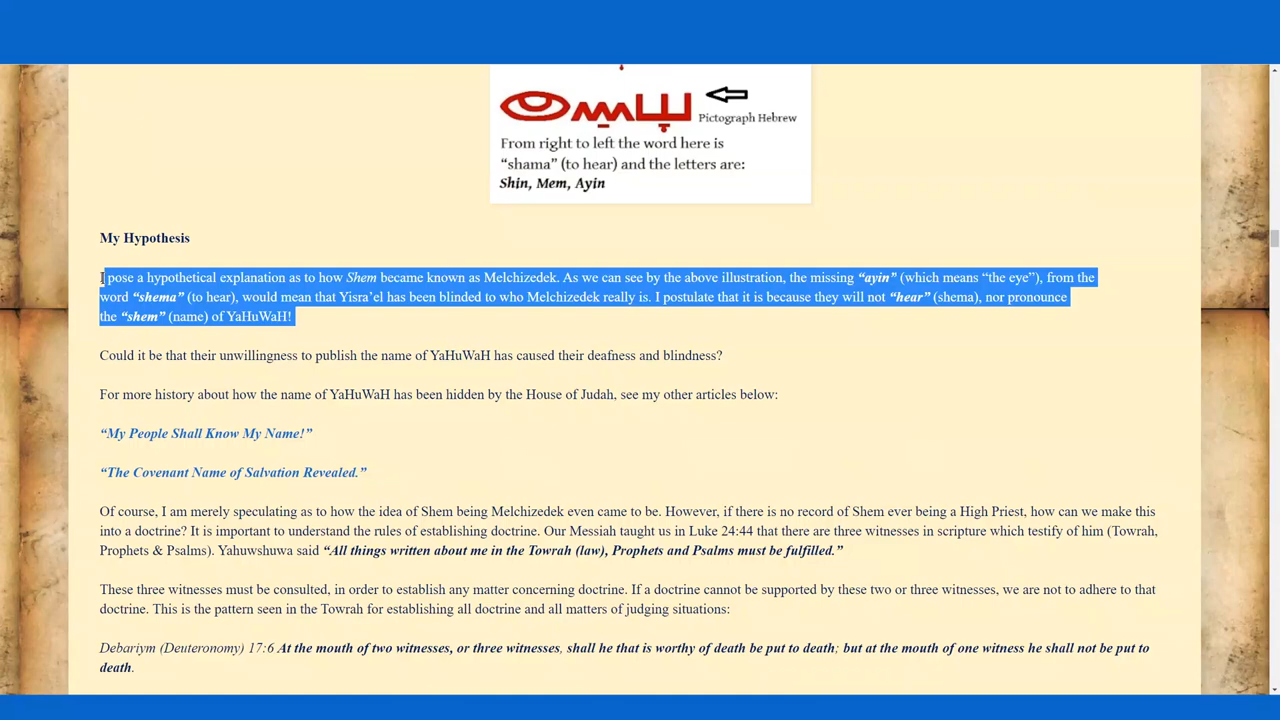 Pictograph Hebrew
From right to left the word here is
“shama” (to hear) and the letters are:
Shin, Mem, Ayin
My Hypothesis
I pose a hypothetical explanation as to how Shem became known as Melchizedek. As we can see by the above illustration, the missing “ayin” (which means “the eye”), from the
word “shema” (to hear), would mean that Yisra’el has been blinded to who Melchizedek really is. I postulate that it is because they will not “hear” (shema), nor pronounce
the “shem” (name) of YaHuWaH!
Could it be that their unwillingness to publish the name of YaHuWaH has caused their deafness and blindness?
For more history about how the name of YaHuWaH has been hidden by the House of Judah, see my other articles below:
“My People Shall Know My Name!”
“The Covenant Name of Salvation Revealed.”
Of course, I am merely speculating as to how the idea of Shem being Melchizedek even came to be. However, if there is no record of Shem ever being a High Priest, how can we make this
into a doctrine? It is important to understand the rules of establishing doctrine. Our Messiah taught us in Luke 24:44 that there are three witnesses in scripture which testify of him (Towrah,
Prophets & Psalms). Yahuwshuwa said “All things written about me in the Towrah (law), Prophets and Psalms must be fulfilled.”
These three witnesses must be consulted, in order to establish any matter concerning doctrine. If a doctrine cannot be supported by these two or three witnesses, we are not to adhere to that
doctrine. This is the pattern seen in the Towrah for establishing all doctrine and all matters of judging situations:
Debariym (Deuteronomy) 17:6 At the mouth of two witnesses, or three witnesses, shall he that is worthy of death be put to death; but at the mouth of one witness he shall not be put to
death.